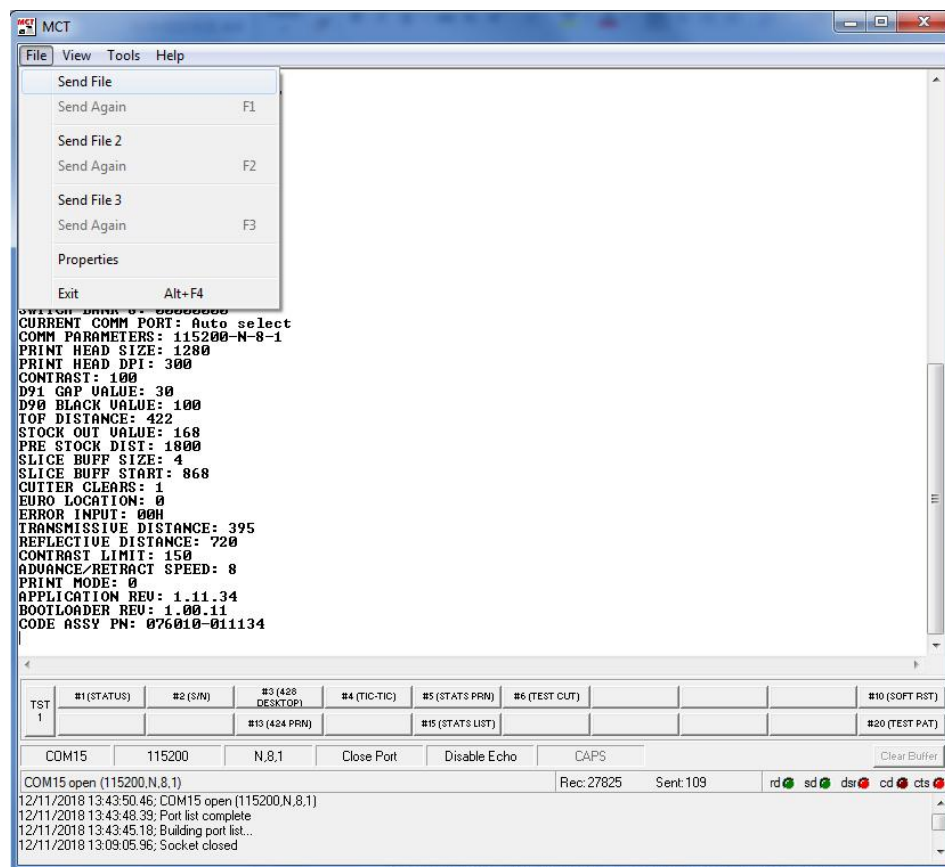 MCT
File View Tools Help
Send File
Send Again F1
Send File 2
Send Again F2
Send File 3
Send Again F3
Properties
Exit Alt+F4
CURRENT COMM PORT: Auto select
COMM PARAMETERS: 115200-N-8-1
PRINT HEAD SIZE: 1280
PRINT HEAD DPI: 300
CONTRAST: 100
D91 GAP VALUE: 30
D90 BLACK VALUE: 100
TOF DISTANCE: 422
STOCK OUT VALUE: 168
PRE STOCK DIST: 1800
SLICE BUFF SIZE: 4
SLICE BUFF START: 868
CUTTER CLEARS: 1
EURO LOCATION: 0
ERROR INPUT: 00H
TRANSMISSIVE DISTANCE: 395
REFLECTIVE DISTANCE: 720
CONTRAST LIMIT: 150
ADVANCE/RETRACT SPEED: 8
PRINT MODE: 0
APPLICATION REV: 1.11.34
BOOTLOADER REV: 1.00.11
CODE ASSY PN: 076010-011134
TST 1
#1 (STATUS) #2 (S/N) #3 (428 DESKTOP) #4 (TIC-TIC) #5 (STATS PRN) #6 (TEST CUT) #10 (SOFT RST)
#13 (424 PRN) #15 (STATS LIST) #20 (TEST PAT)
COM15 115200 N,8,1 Close Port Disable Echo CAPS Clear Buffer
COM15 open (115200,N,8,1) Rec: 27825 Sent: 109 rd sd dsr cd cts
12/11/2018 13:43:50.46; COM15 open (115200,N,8,1)
12/11/2018 13:43:48.39; Port list complete
12/11/2018 13:43:45.18; Building port list...
12/11/2018 13:09:05.96; Socket closed